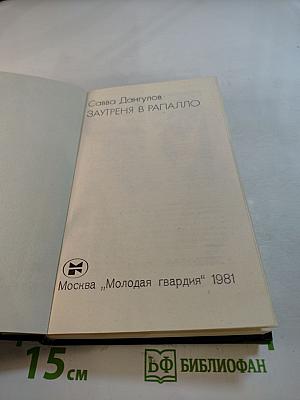 Савва Дангулов
ЗАУТРЕНЯ В РАПАЛЛО
Москва „Молодая гвардия" 1981
15 см
БФ БИБЛИОФАН